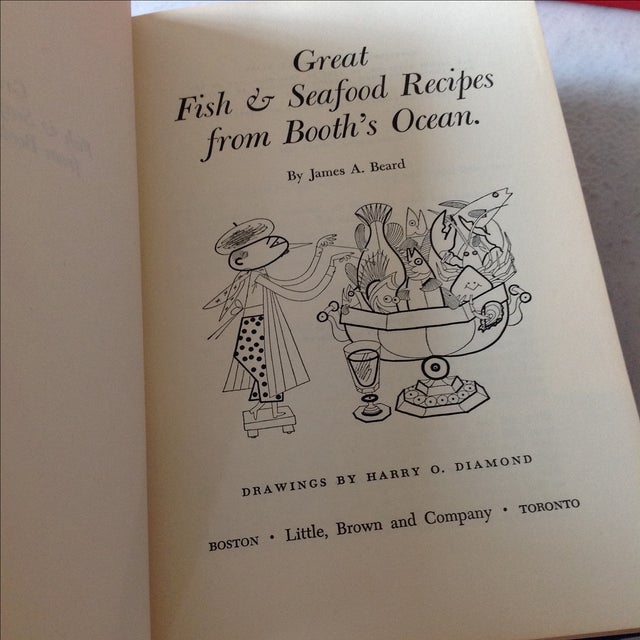 Great
Fish & Seafood Recipes
from Booth's Ocean.
By James A. Beard
DRAWINGS BY HARRY O. DIAMOND
BOSTON • Little, Brown and Company • TORONTO